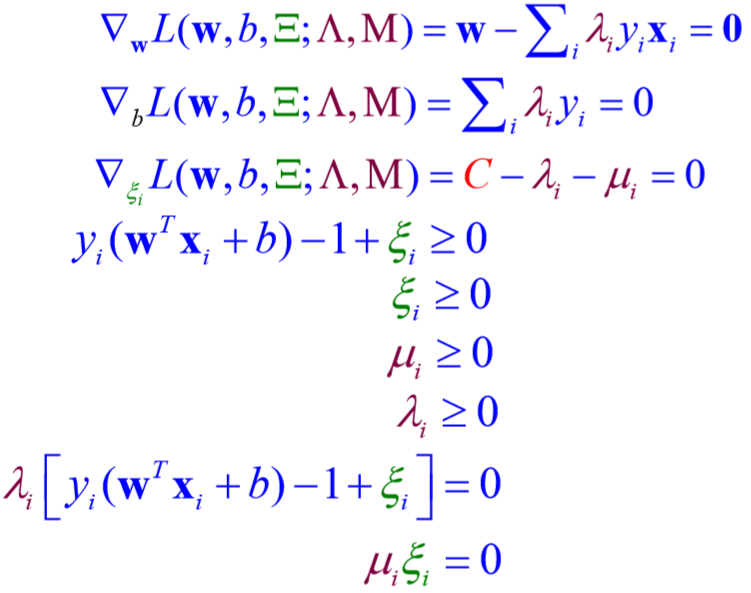 ∇_w L(w, b, Ξ; Λ, M) = w − ∑_i λ_i y_i x_i = 0
∇_b L(w, b, Ξ; Λ, M) = ∑_i λ_i y_i = 0
∇_{ξ_i} L(w, b, Ξ; Λ, M) = C − λ_i − μ_i = 0
y_i(w^T x_i + b) − 1 + ξ_i ≥ 0
ξ_i ≥ 0
μ_i ≥ 0
λ_i ≥ 0
λ_i[y_i(w^T x_i + b) − 1 + ξ_i] = 0
μ_i ξ_i = 0